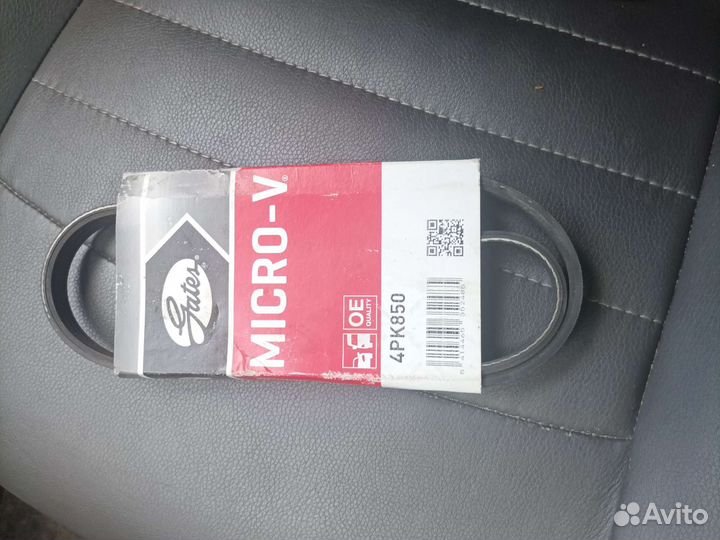 Gates
MICRO-V®
OE
QUALITY
4PK850
Avito